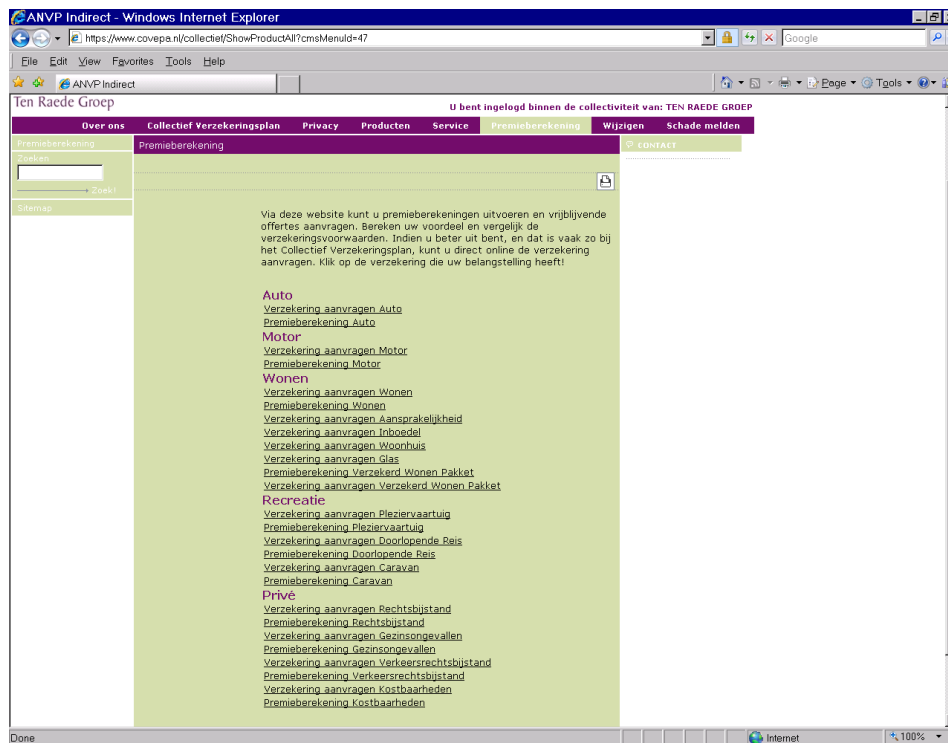 ANVP Indirect - Windows Internet Explorer
https://www.covepa.nl/collectief/ShowProductAll?cmsMenuId=47
Google
File Edit View Favorites Tools Help
ANVP Indirect
Page Tools
Ten Raede Groep
U bent ingelogd binnen de collectiviteit van: TEN RAEDE GROEP
Over ons Collectief Verzekeringsplan Privacy Producten Service Premieberekening Wijzigen Schade melden
Premieberekening
Zoeken
Zoek!
Sitemap
Premieberekening
CONTACT
Via deze website kunt u premieberekeningen uitvoeren en vrijblijvende
offertes aanvragen. Bereken uw voordeel en vergelijk de
verzekeringsvoorwaarden. Indien u beter uit bent, en dat is vaak zo bij
het Collectief Verzekeringsplan, kunt u direct online de verzekering
aanvragen. Klik op de verzekering die uw belangstelling heeft!
Auto
Verzekering aanvragen Auto
Premieberekening Auto
Motor
Verzekering aanvragen Motor
Premieberekening Motor
Wonen
Verzekering aanvragen Wonen
Premieberekening Wonen
Verzekering aanvragen Aansprakelijkheid
Verzekering aanvragen Inboedel
Verzekering aanvragen Woonhuis
Verzekering aanvragen Glas
Premieberekening Verzekerd Wonen Pakket
Verzekering aanvragen Verzekerd Wonen Pakket
Recreatie
Verzekering aanvragen Pleziervaartuig
Premieberekening Pleziervaartuig
Verzekering aanvragen Doorlopende Reis
Premieberekening Doorlopende Reis
Verzekering aanvragen Caravan
Premieberekening Caravan
Privé
Verzekering aanvragen Rechtsbijstand
Premieberekening Rechtsbijstand
Verzekering aanvragen Gezinsongevallen
Premieberekening Gezinsongevallen
Verzekering aanvragen Verkeersrechtsbijstand
Premieberekening Verkeersrechtsbijstand
Verzekering aanvragen Kostbaarheden
Premieberekening Kostbaarheden
Done
Internet
100%